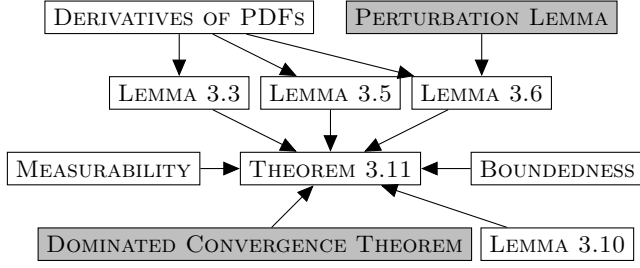 Derivatives of PDFs
Perturbation Lemma
Lemma 3.3
Lemma 3.5
Lemma 3.6
Measurability
Theorem 3.11
Boundedness
Dominated Convergence Theorem
Lemma 3.10